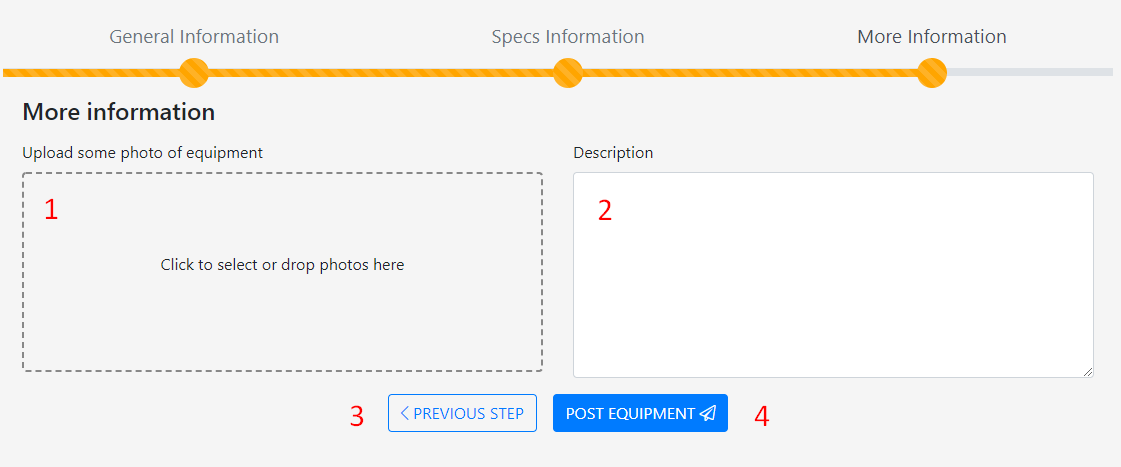 General Information Specs Information More Information
More information
Upload some photo of equipment Description
1 2
Click to select or drop photos here
3 PREVIOUS STEP POST EQUIPMENT 4